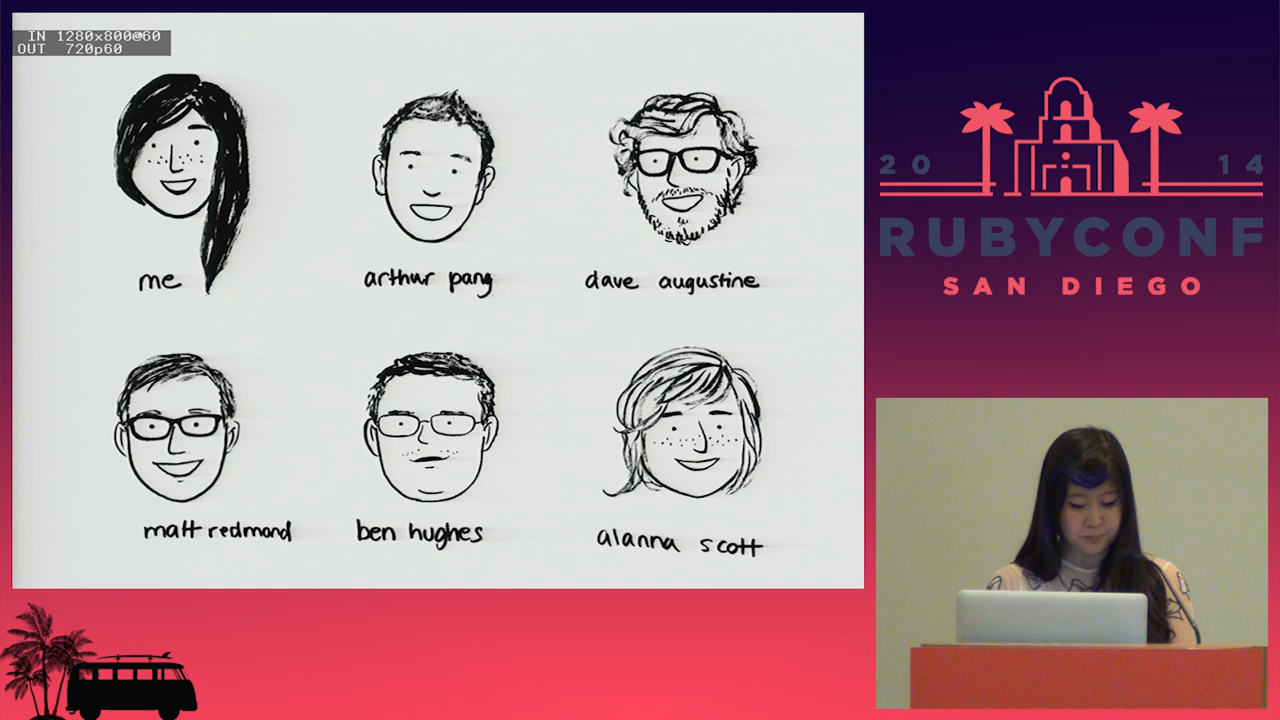 IN 1280x800@60
OUT 720p60
me
arthur pang
dave augustine
matt redmond
ben hughes
alanna scott
20 14
RUBYCONF
SAN DIEGO